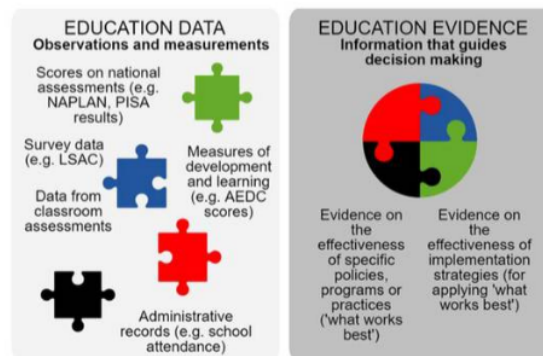 EDUCATION DATA
Observations and measurements
Scores on national
assessments (e.g.
NAPLAN, PISA
results)
Survey data
(e.g. LSAC)
Measures of
development
and learning
(e.g. AEDC
scores)
Data from
classroom
assessments
Administrative
records (e.g. school
attendance)
EDUCATION EVIDENCE
Information that guides
decision making
Evidence on
the
effectiveness
of specific
policies,
programs or
practices
('what works
best')
Evidence on
the
effectiveness of
implementation
strategies (for
applying 'what
works best')